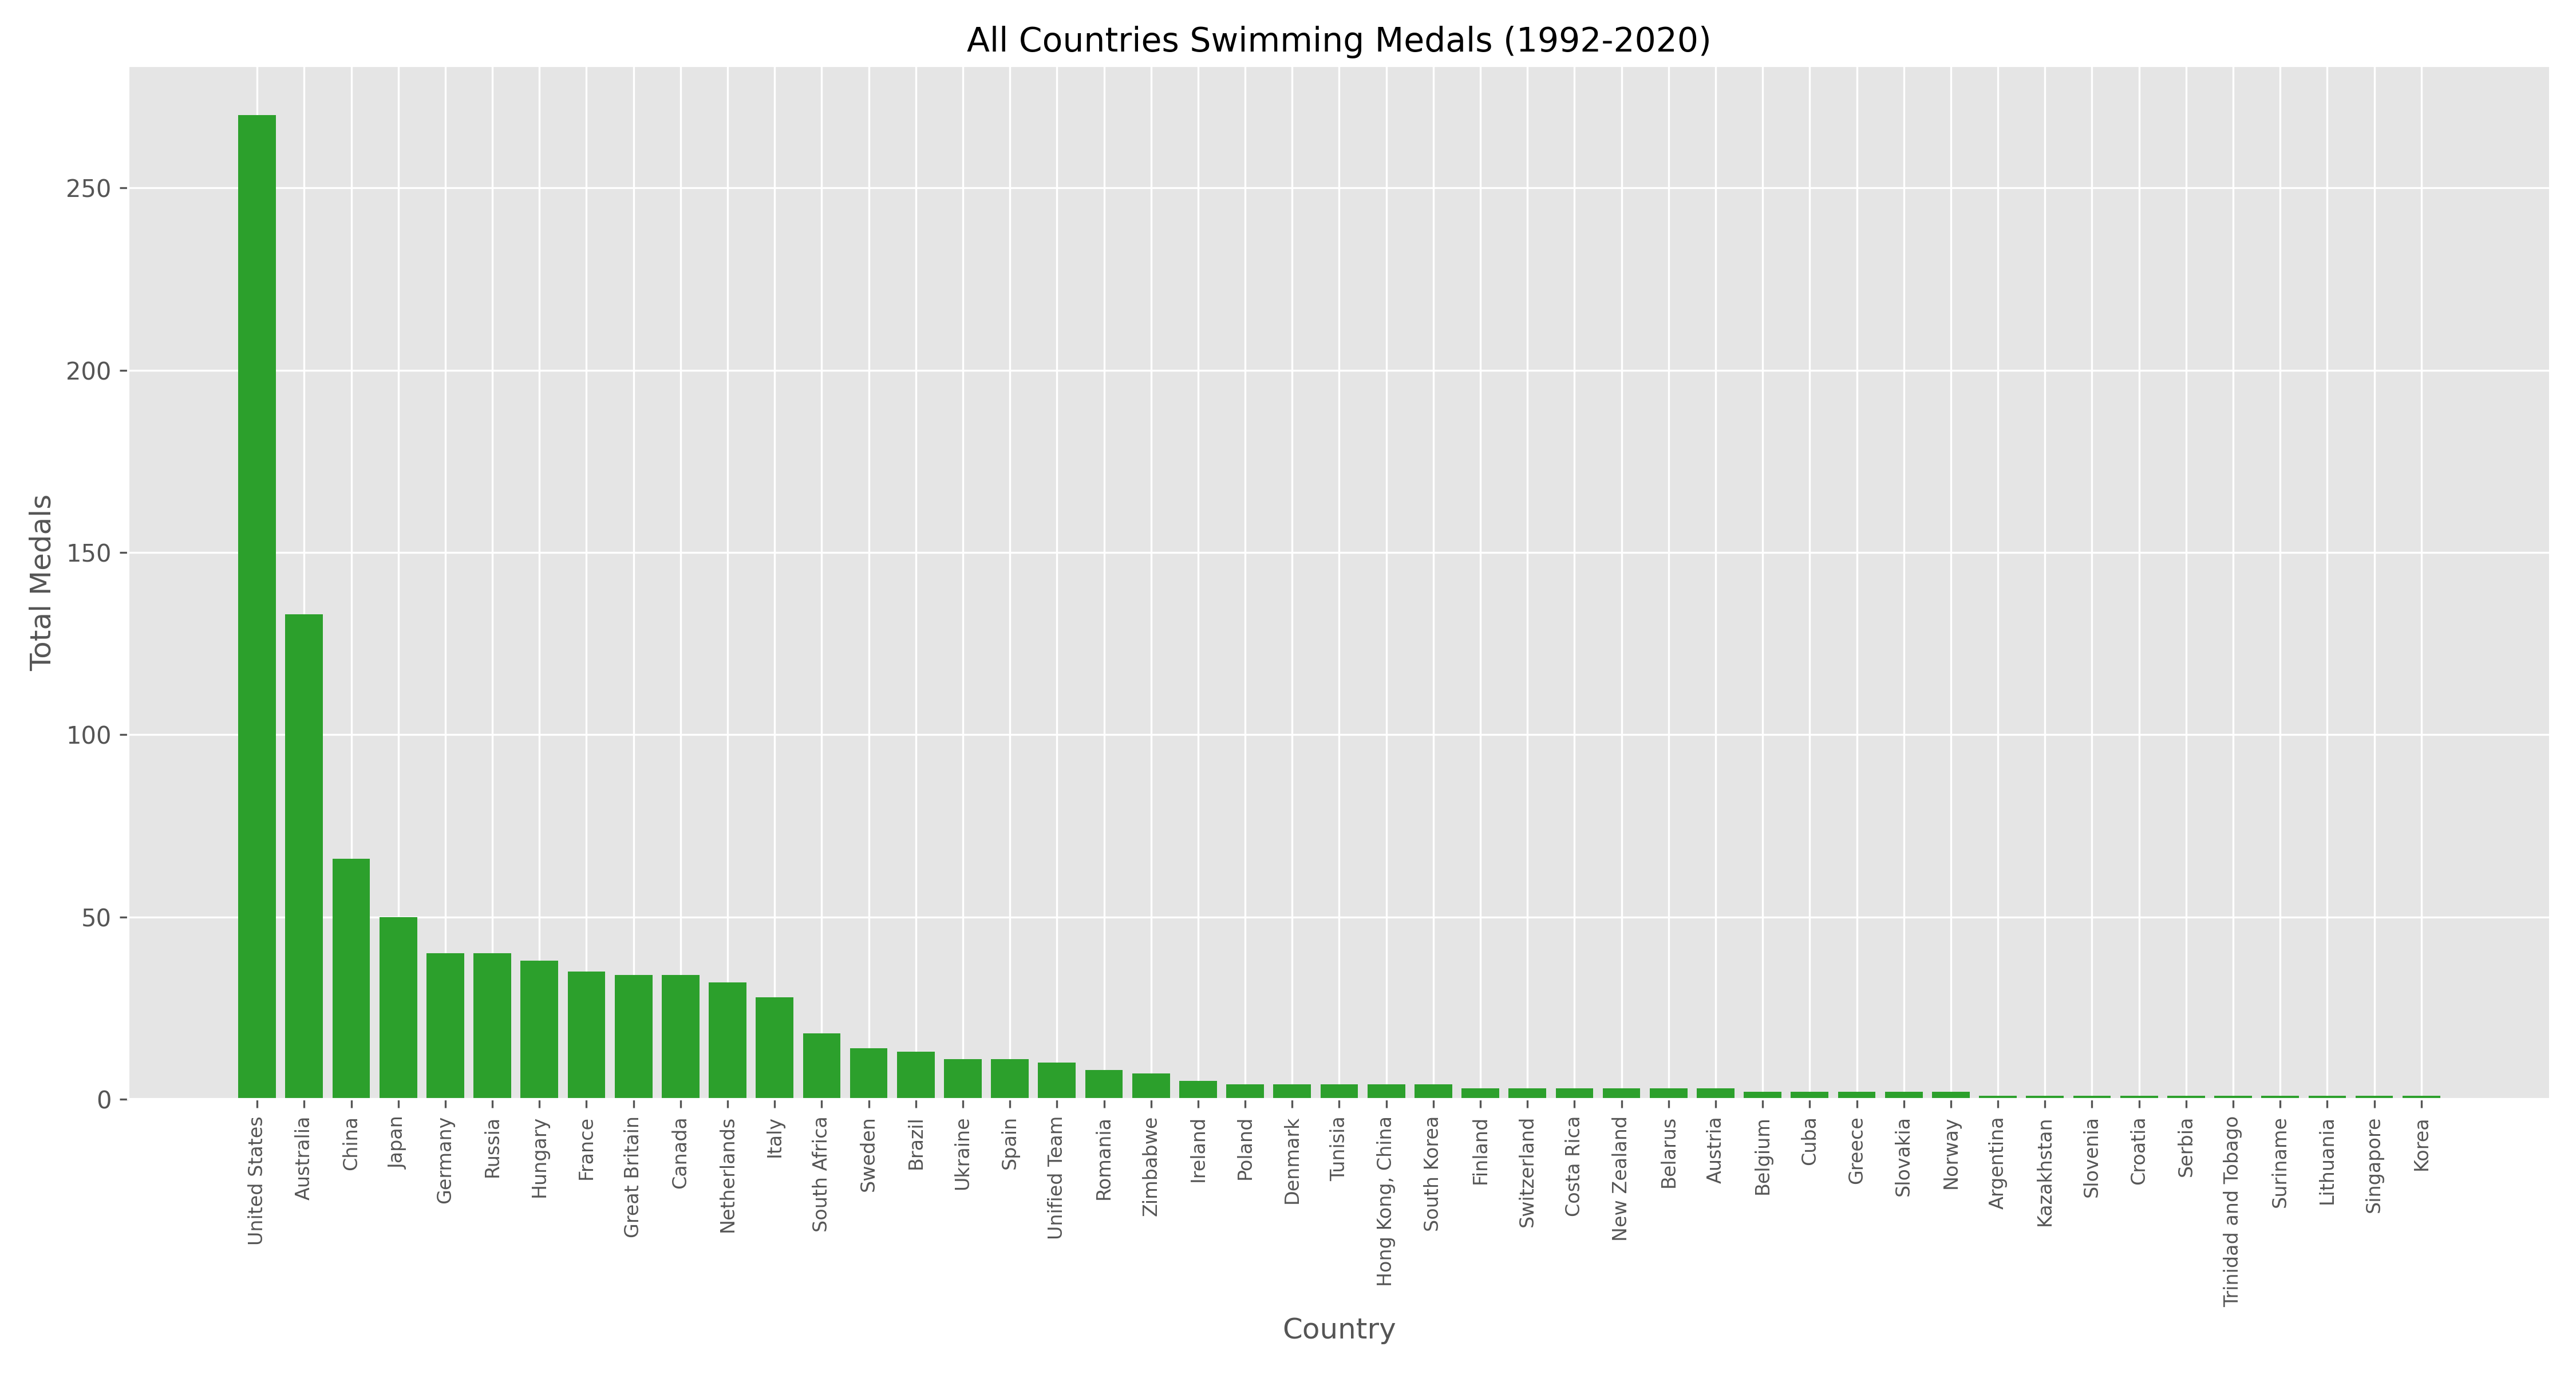 All Countries Swimming Medals (1992-2020)
Total Medals
250
200
150
100
50
0
United States
Australia
China
Japan
Germany
Russia
Hungary
France
Great Britain
Canada
Netherlands
Italy
South Africa
Sweden
Brazil
Ukraine
Spain
Unified Team
Romania
Zimbabwe
Ireland
Poland
Denmark
Tunisia
Hong Kong, China
South Korea
Finland
Switzerland
Costa Rica
New Zealand
Belarus
Austria
Belgium
Cuba
Greece
Slovakia
Norway
Argentina
Kazakhstan
Slovenia
Croatia
Serbia
Trinidad and Tobago
Suriname
Lithuania
Singapore
Korea
Country